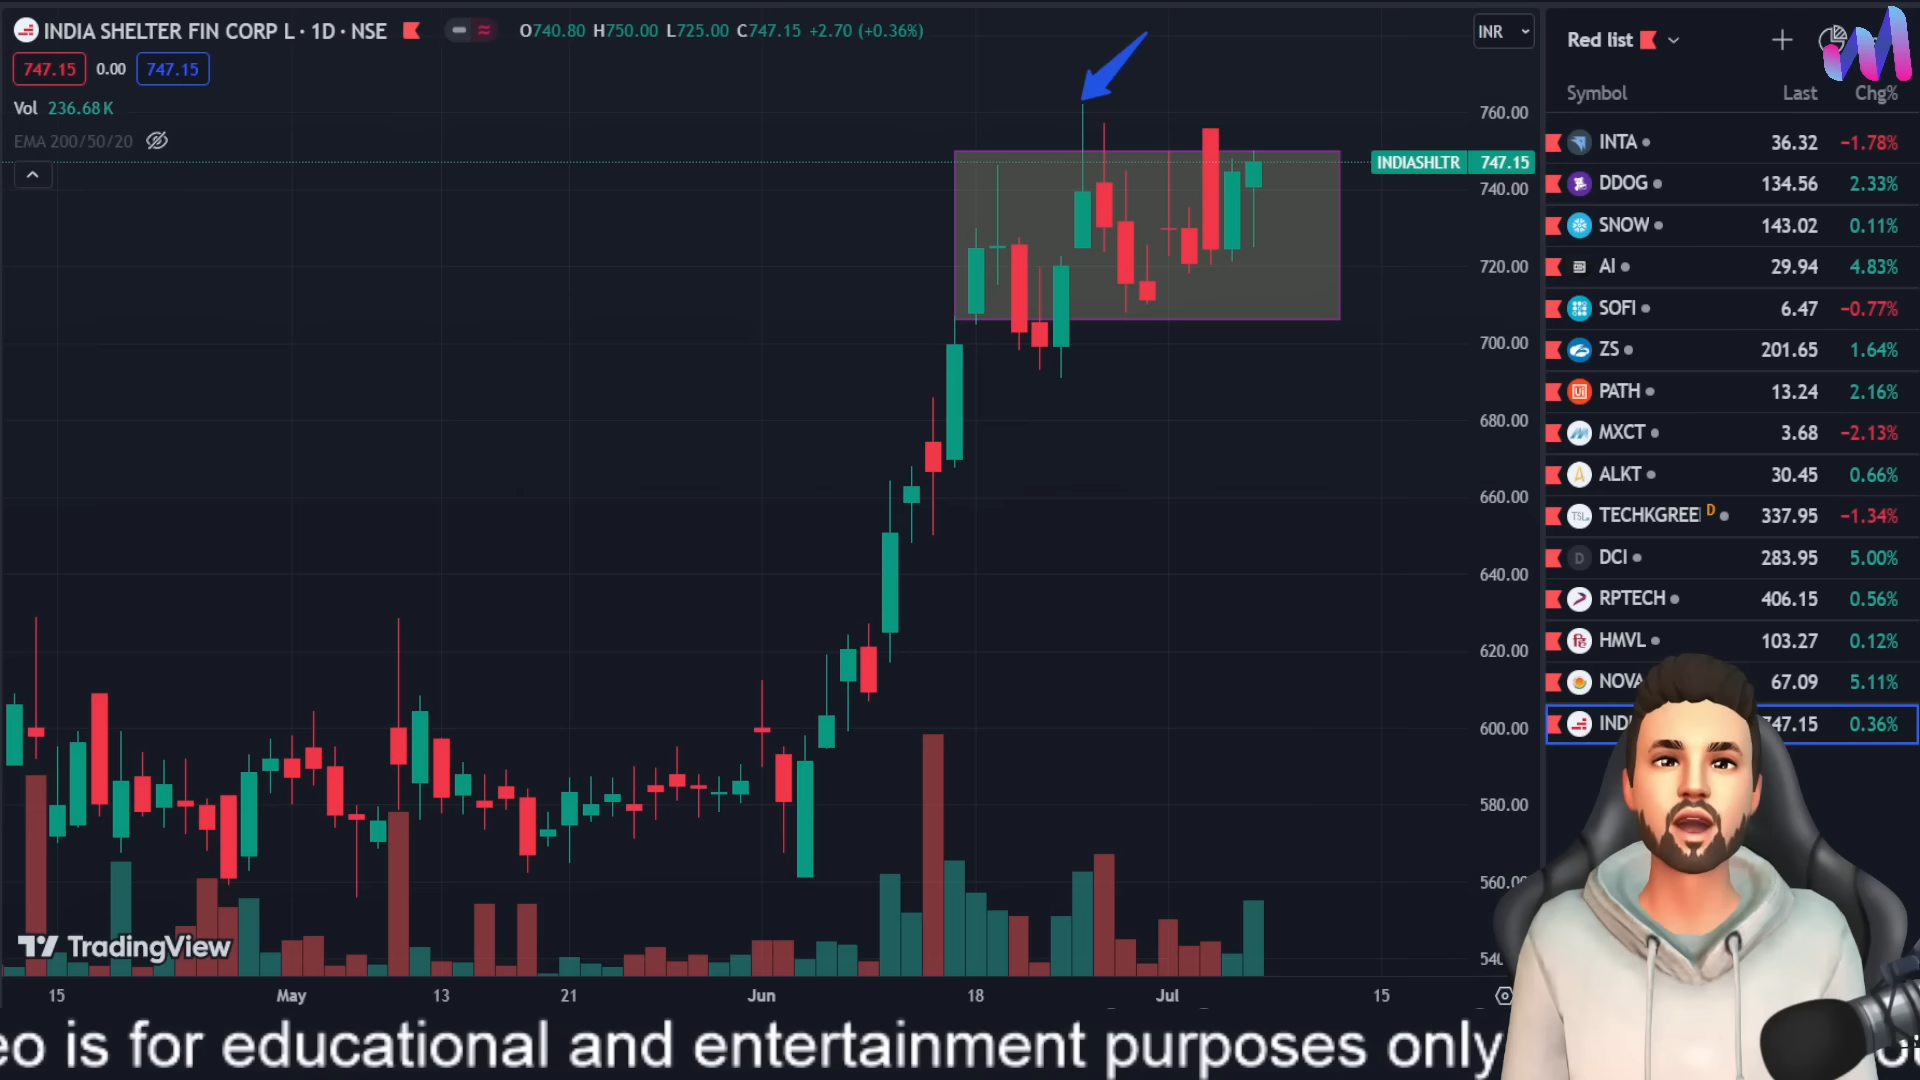 INDIA SHELTER FIN CORP L · 1D · NSE
O740.80 H750.00 L725.00 C747.15 +2.70 (+0.36%)
747.15 0.00 747.15
Vol 236.68 K
EMA 200/50/20
INR
760.00
INDIASHLTR 747.15
740.00
720.00
700.00
680.00
660.00
640.00
620.00
600.00
580.00
15 May 13 21 Jun 18 Jul 15
TradingView
Red list
Symbol Last Chg%
INTA 36.32 −1.78%
DDOG 134.56 2.33%
SNOW 143.02 0.11%
AI 29.94 4.83%
SOFI 6.47 −0.77%
ZS 201.65 1.64%
PATH 13.24 2.16%
MXCT 3.68 −2.13%
ALKT 30.45 0.66%
TECHKGREE D 337.95 −1.34%
DCI 283.95 5.00%
RPTECH 406.15 0.56%
HMVL 103.27 0.12%
NOVA 67.09 5.11%
0.36%
is for educational and entertainment purposes only